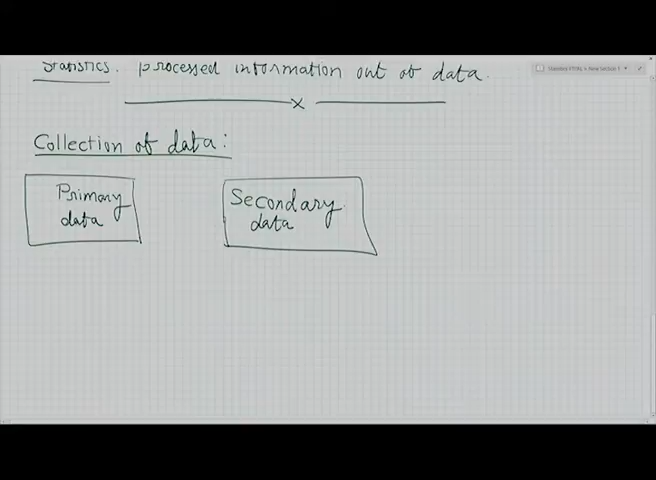 Statistics. processed information out of data.
x
Collection of data:
Primary
data
Secondary
data